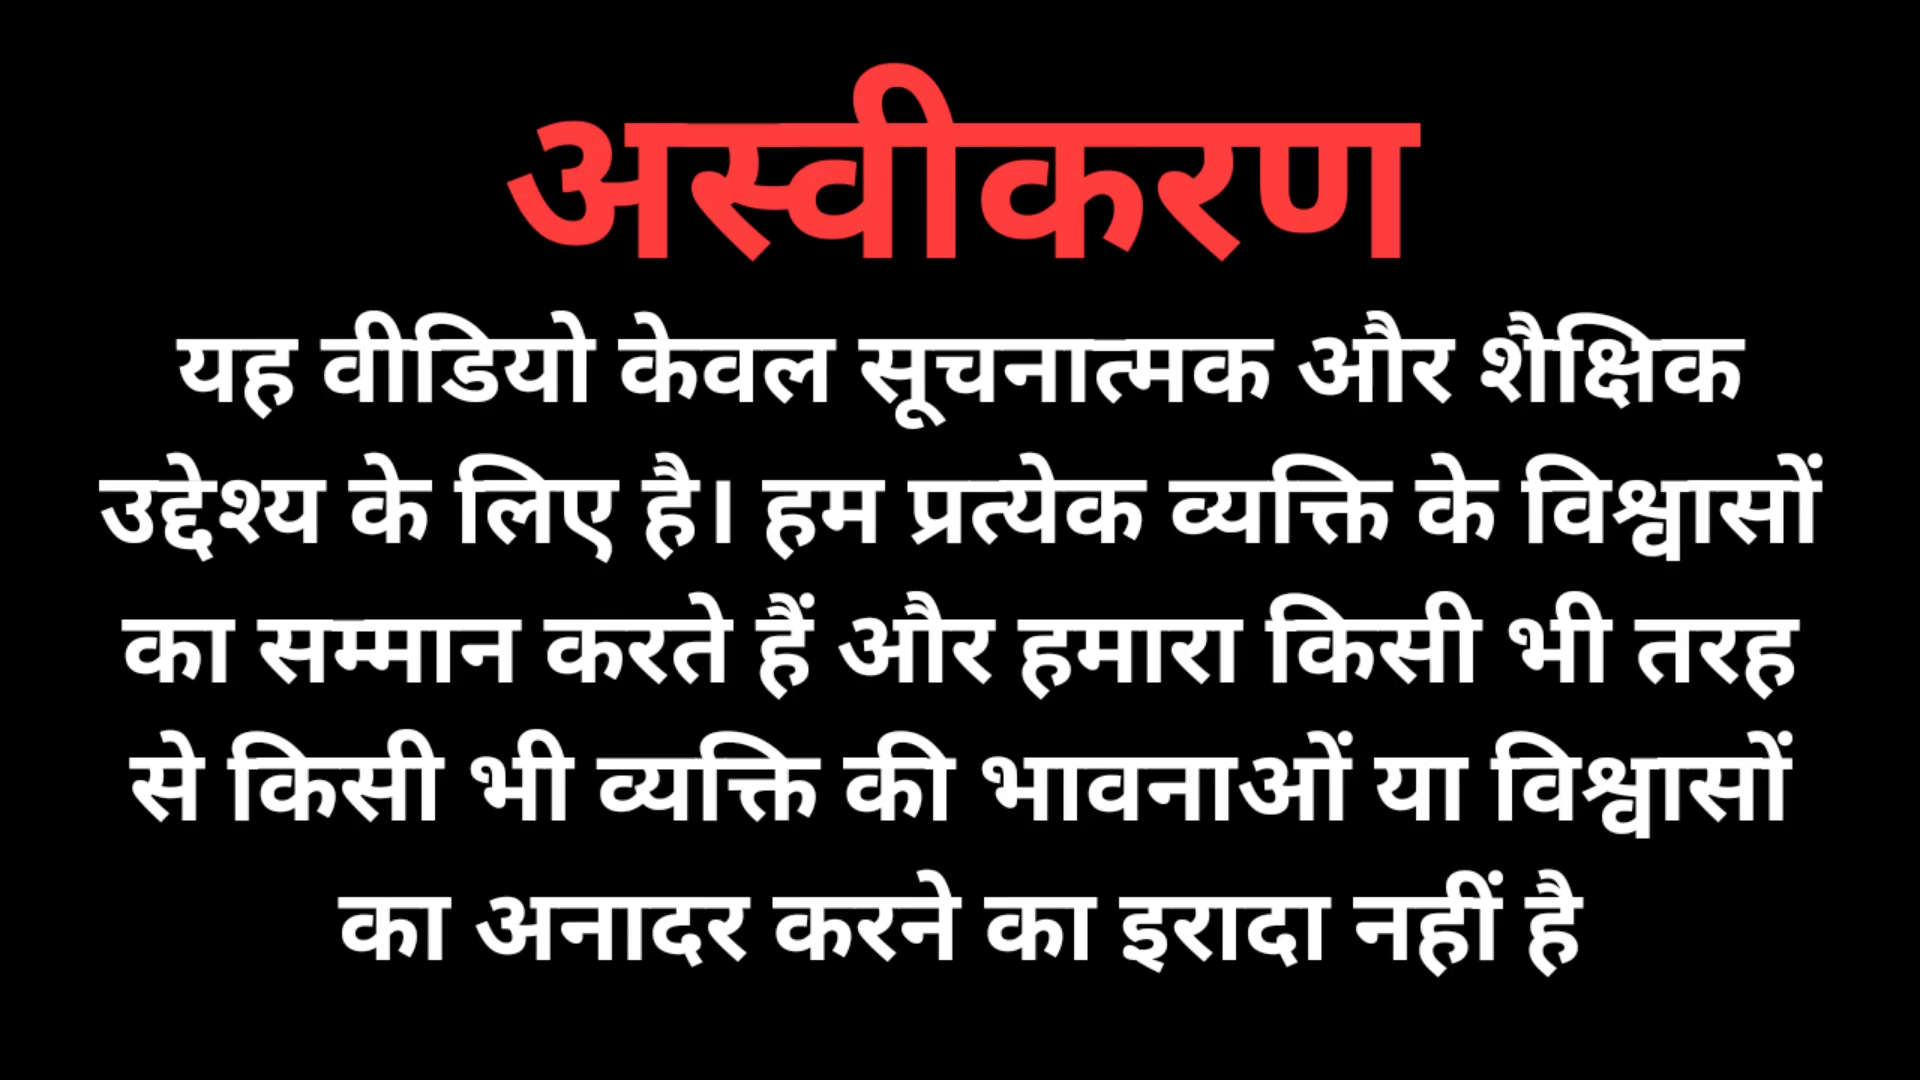 अस्वीकरण
यह वीडियो केवल सूचनात्मक और शैक्षिक
उद्देश्य के लिए है। हम प्रत्येक व्यक्ति के विश्वासों
का सम्मान करते हैं और हमारा किसी भी तरह
से किसी भी व्यक्ति की भावनाओं या विश्वासों
का अनादर करने का इरादा नहीं है